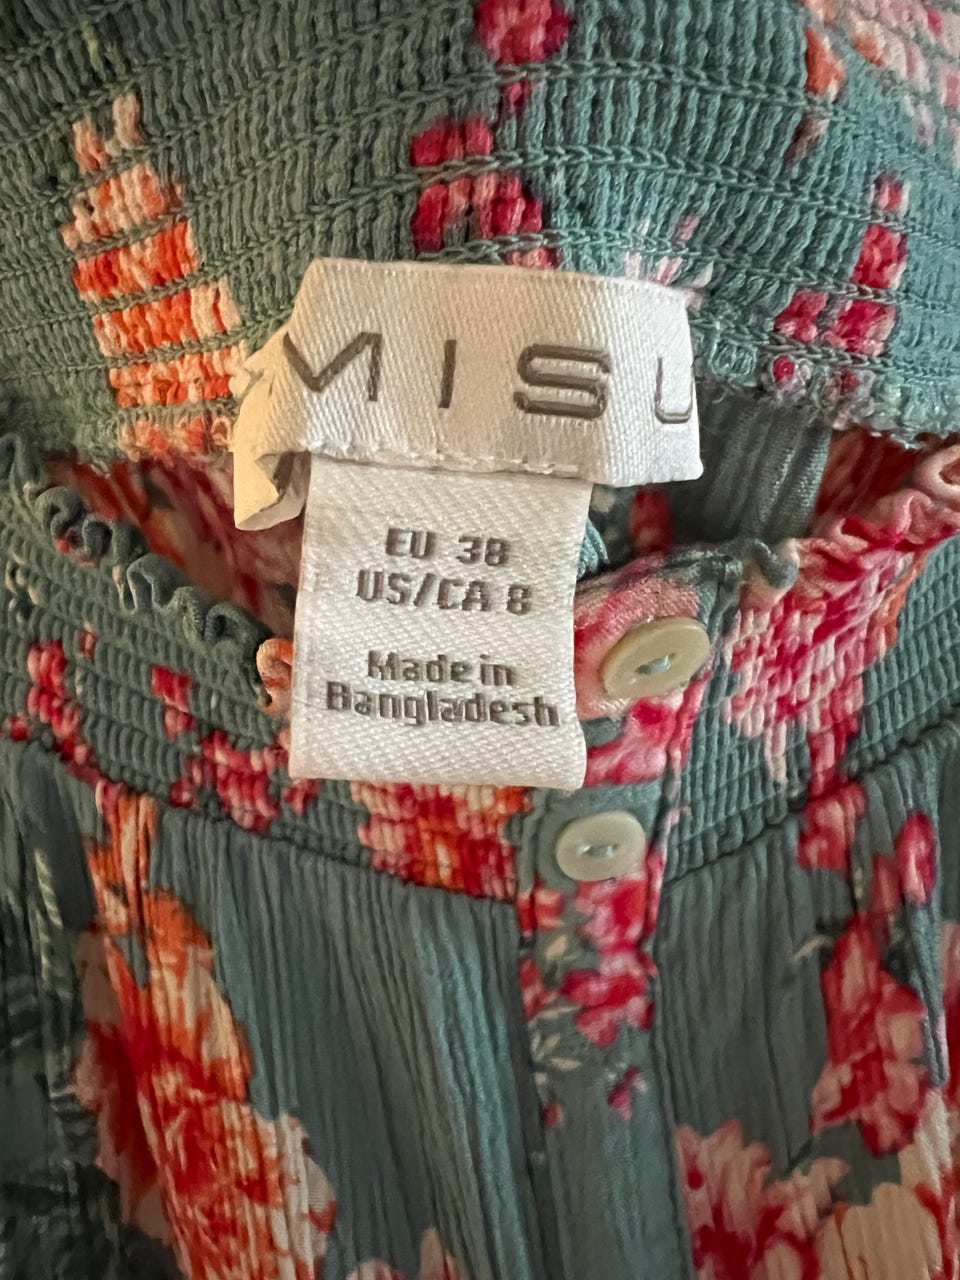 MISU
EU 38
US/CA 8
Made in
Bangladesh